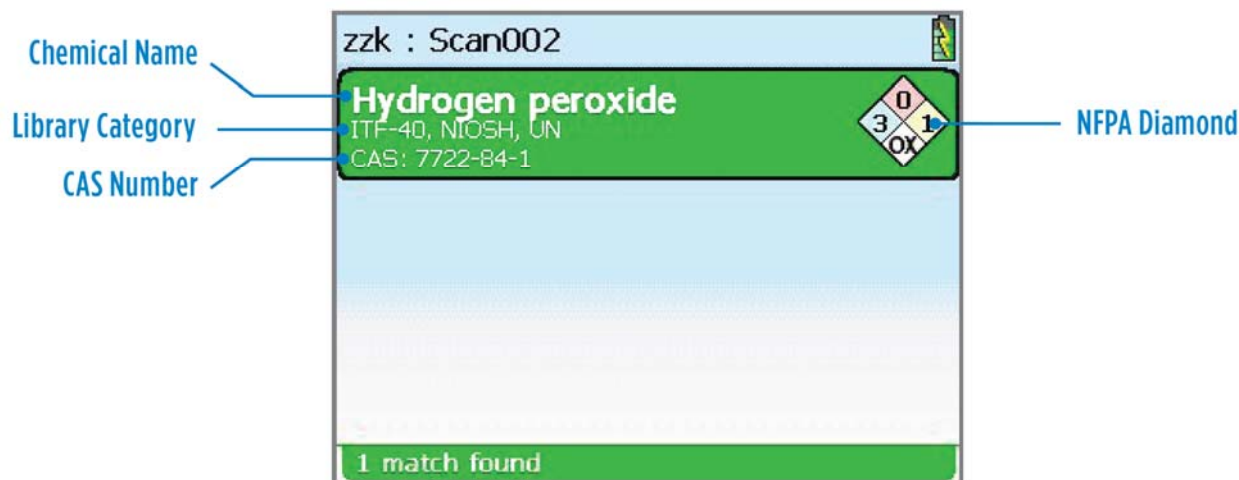 zzk : Scan002
Chemical Name
Hydrogen peroxide
Library Category
ITF-40, NIOSH, UN
CAS Number
CAS: 7722-84-1
0
3 1
OX
NFPA Diamond
1 match found